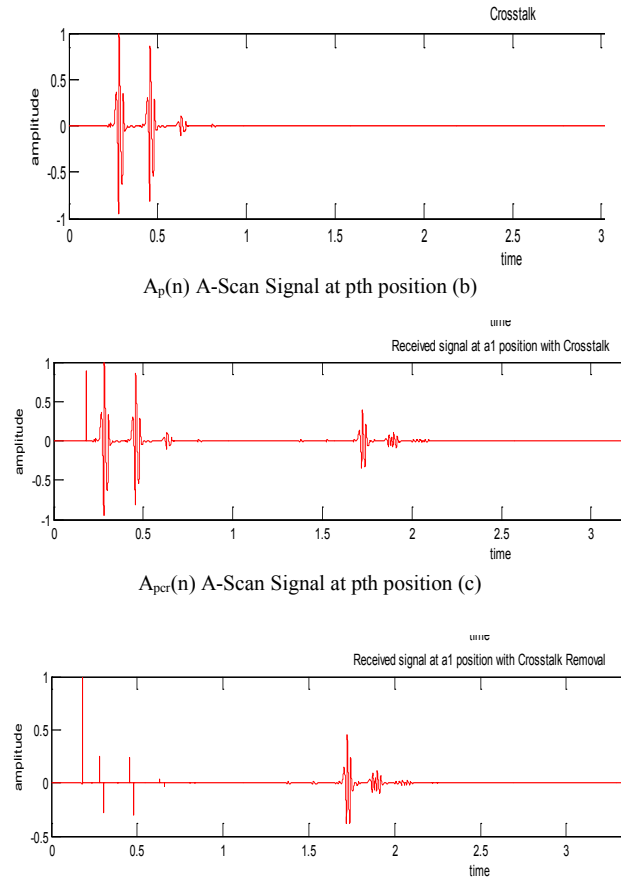 Crosstalk
1
0.5
0
-0.5
-1
amplitude
0 0.5 1 1.5 2 2.5 3
time
Ap(n) A-Scan Signal at pth position (b)
time
Received signal at a1 position with Crosstalk
1
0.5
0
-0.5
-1
amplitude
0 0.5 1 1.5 2 2.5 3
time
Apcr(n) A-Scan Signal at pth position (c)
time
Received signal at a1 position with Crosstalk Removal
1
0.5
0
-0.5
amplitude
0 0.5 1 1.5 2 2.5 3